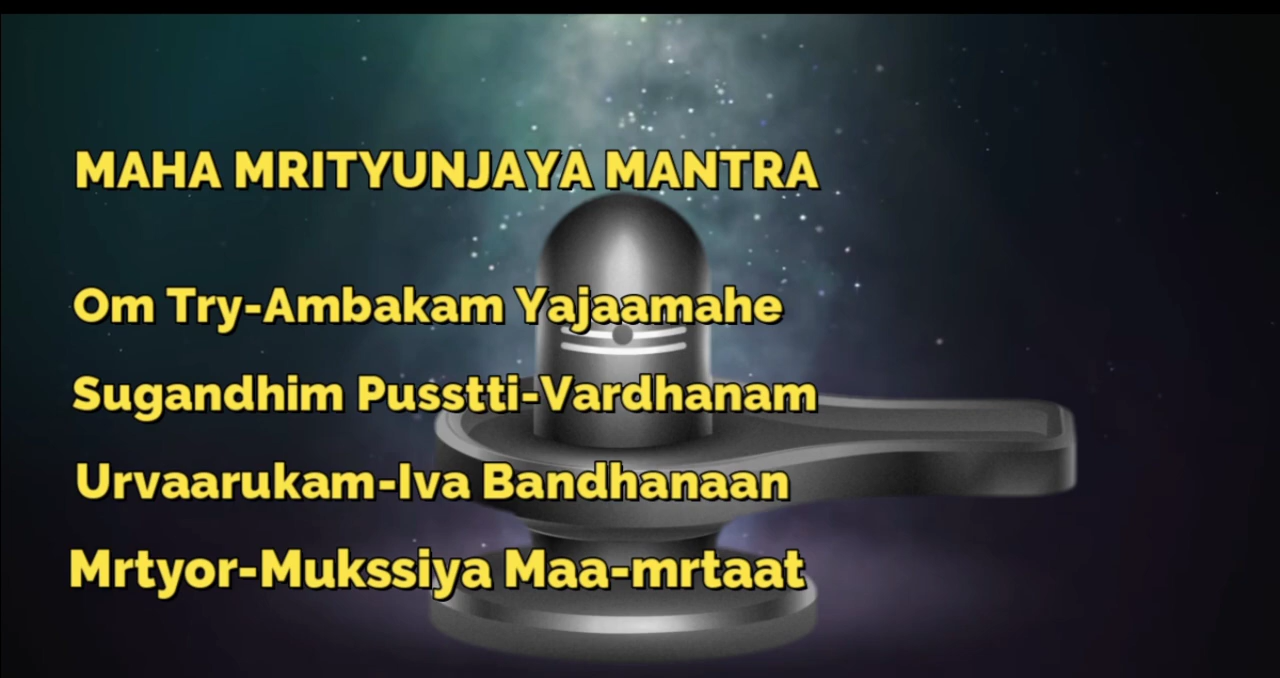 MAHA MRITYUNJAYA MANTRA
Om Try-Ambakam Yajaamahe
Sugandhim Pusstti-Vardhanam
Urvaarukam-Iva Bandhanaan
Mrtyor-Mukssiya Maa-mrtaat